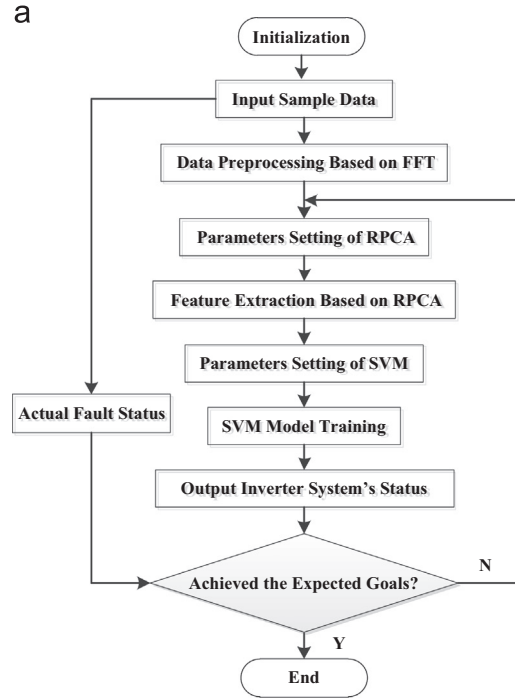 a
Initialization
Input Sample Data
Data Preprocessing Based on FFT
Parameters Setting of RPCA
Feature Extraction Based on RPCA
Parameters Setting of SVM
Actual Fault Status
SVM Model Training
Output Inverter System's Status
Achieved the Expected Goals?
N
Y
End